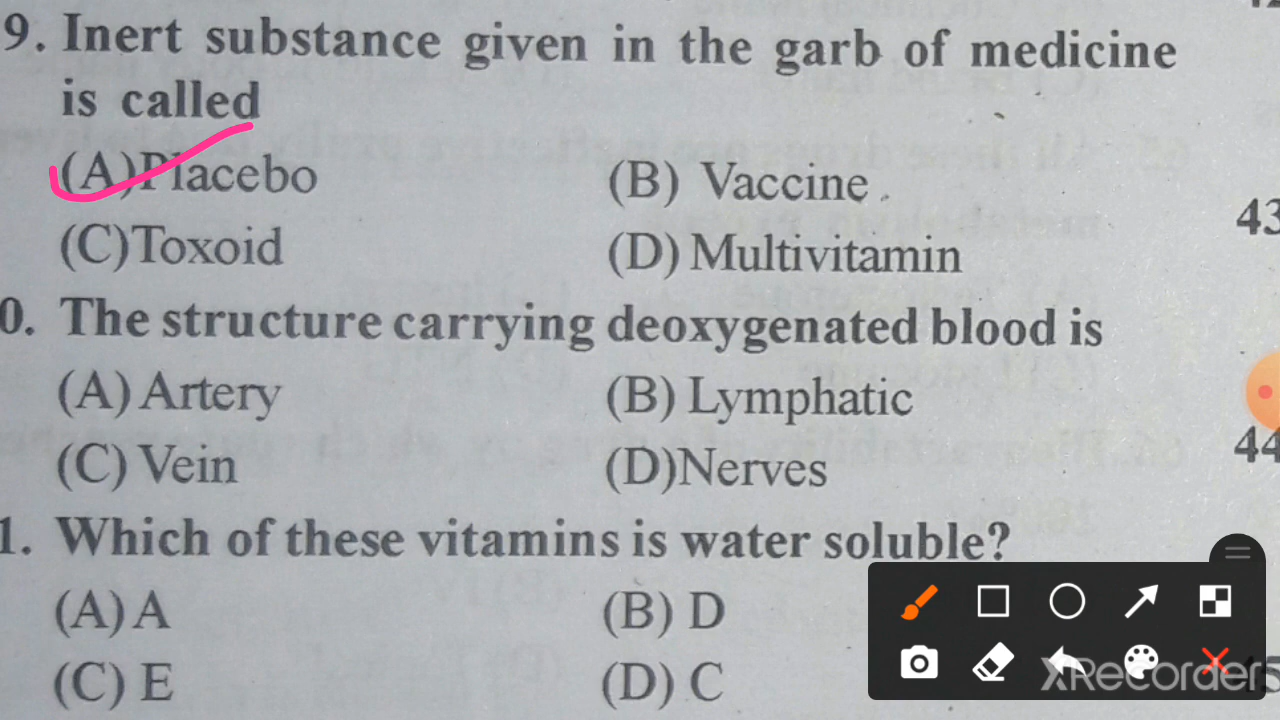 9. Inert substance given in the garb of medicine
is called
(A) Placebo (B) Vaccine
(C) Toxoid (D) Multivitamin
43
0. The structure carrying deoxygenated blood is
(A) Artery (B) Lymphatic
(C) Vein (D) Nerves
44
1. Which of these vitamins is water soluble?
(A) A (B) D
(C) E (D) C
XRecorder